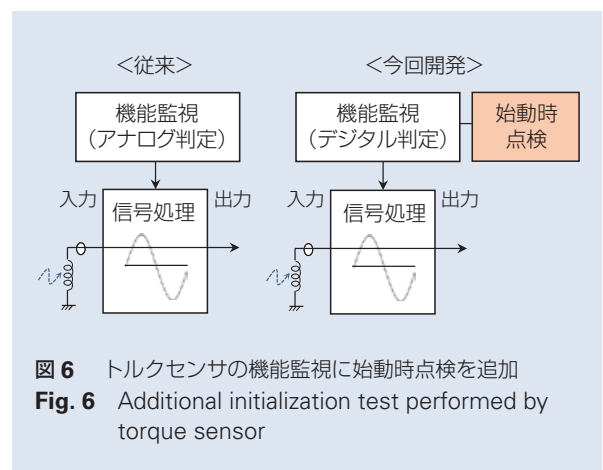 <従来>
<今回開発>
機能監視
(アナログ判定)
機能監視
(デジタル判定)
始動時
点検
入力
信号処理
出力
入力
信号処理
出力
図 6 トルクセンサの機能監視に始動時点検を追加
Fig. 6 Additional initialization test performed by
torque sensor